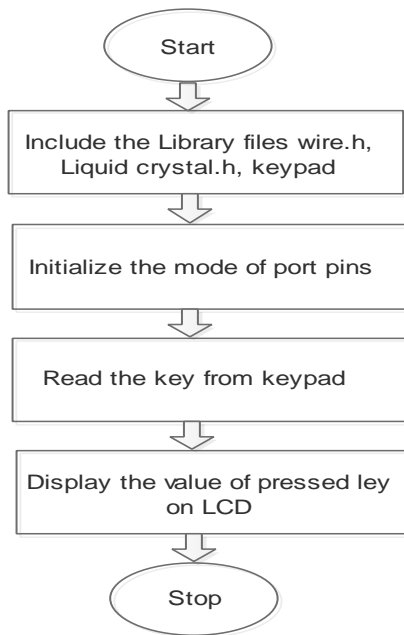 Start
Include the Library files wire.h,
Liquid crystal.h, keypad
Initialize the mode of port pins
Read the key from keypad
Display the value of pressed ley
on LCD
Stop